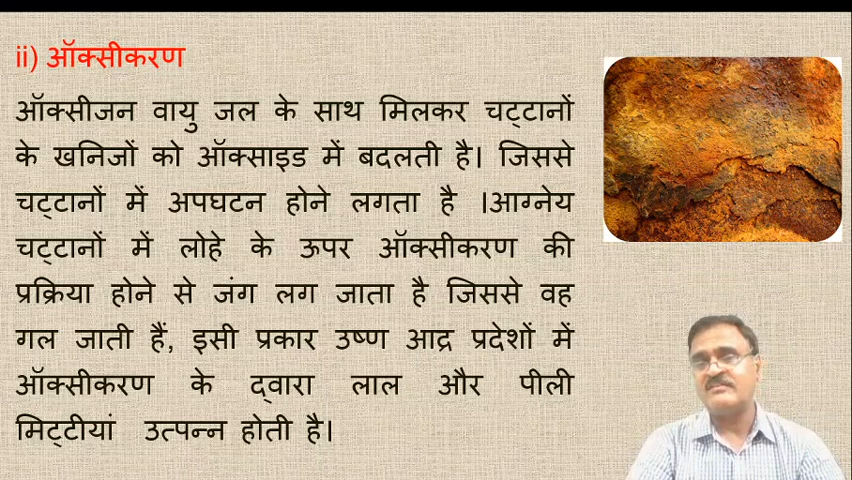 ii) ऑक्सीकरण
ऑक्सीजन वायु जल के साथ मिलकर चट्टानों
के खनिजों को ऑक्साइड में बदलती है। जिससे
चट्टानों में अपघटन होने लगता है ।आग्नेय
चट्टानों में लोहे के ऊपर ऑक्सीकरण की
प्रक्रिया होने से जंग लग जाता है जिससे वह
गल जाती हैं, इसी प्रकार उष्ण आद्र प्रदेशों में
ऑक्सीकरण के द्वारा लाल और पीली
मिट्टीयां उत्पन्न होती है।